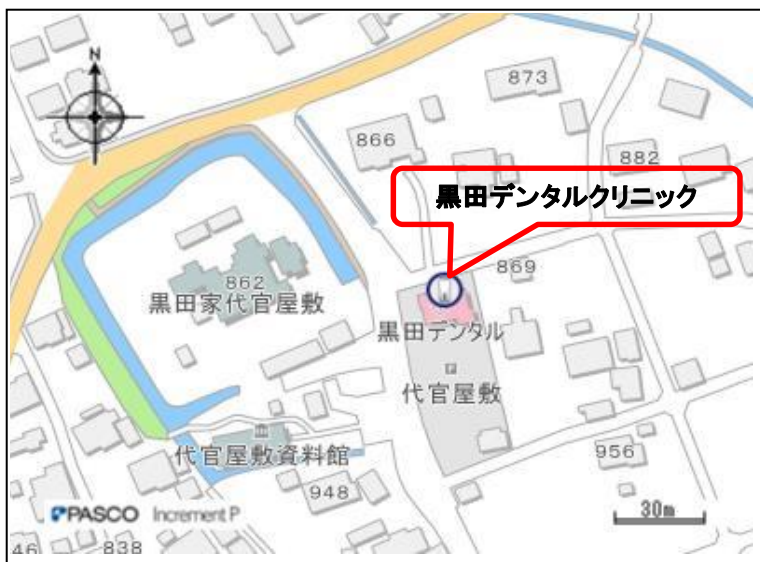 N
873
866
882
黒田デンタルクリニック
869
862
黒田家代官屋敷
黒田デンタル
代官屋敷
代官屋敷資料館
956
948
PASCO Increment P
30m
46
838